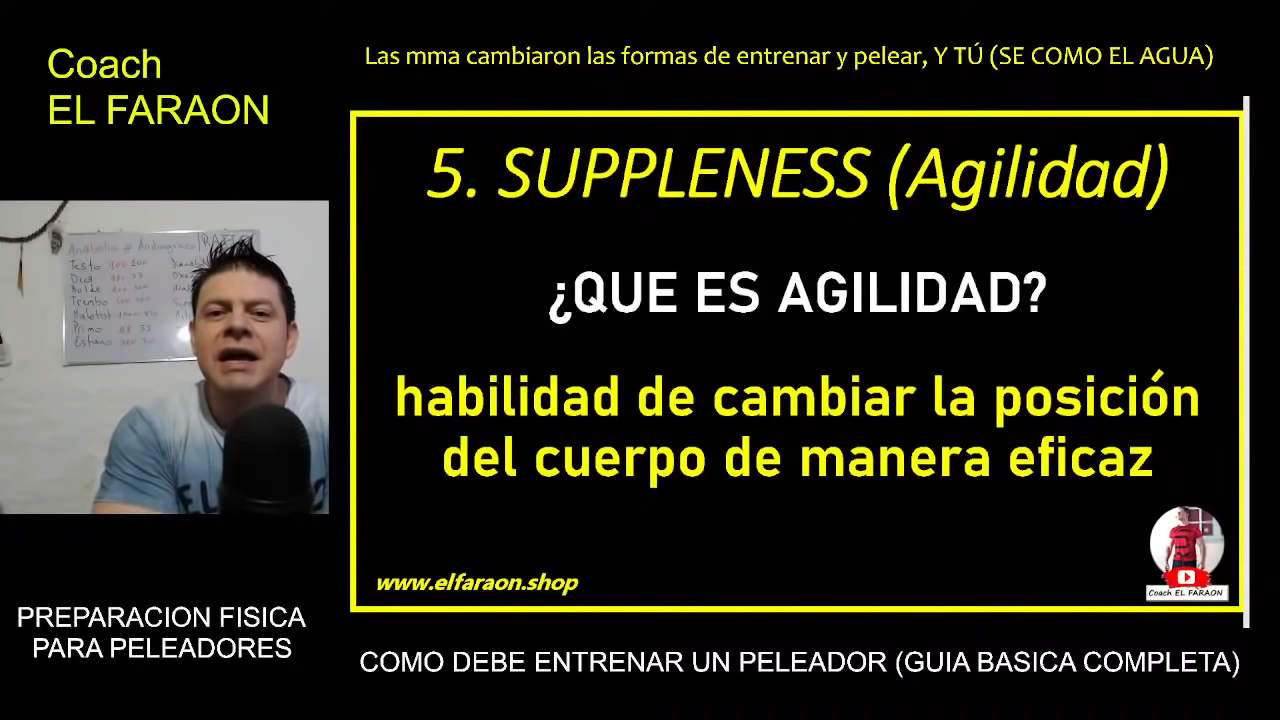 Coach
EL FARAON
Las mma cambiaron las formas de entrenar y pelear, Y TÚ (SE COMO EL AGUA)
5. SUPPLENESS (Agilidad)
¿QUE ES AGILIDAD?
habilidad de cambiar la posición
del cuerpo de manera eficaz
www.elfaraon.shop
Coach EL FARAON
Testo
PREPARACION FISICA
PARA PELEADORES
COMO DEBE ENTRENAR UN PELEADOR (GUIA BASICA COMPLETA)